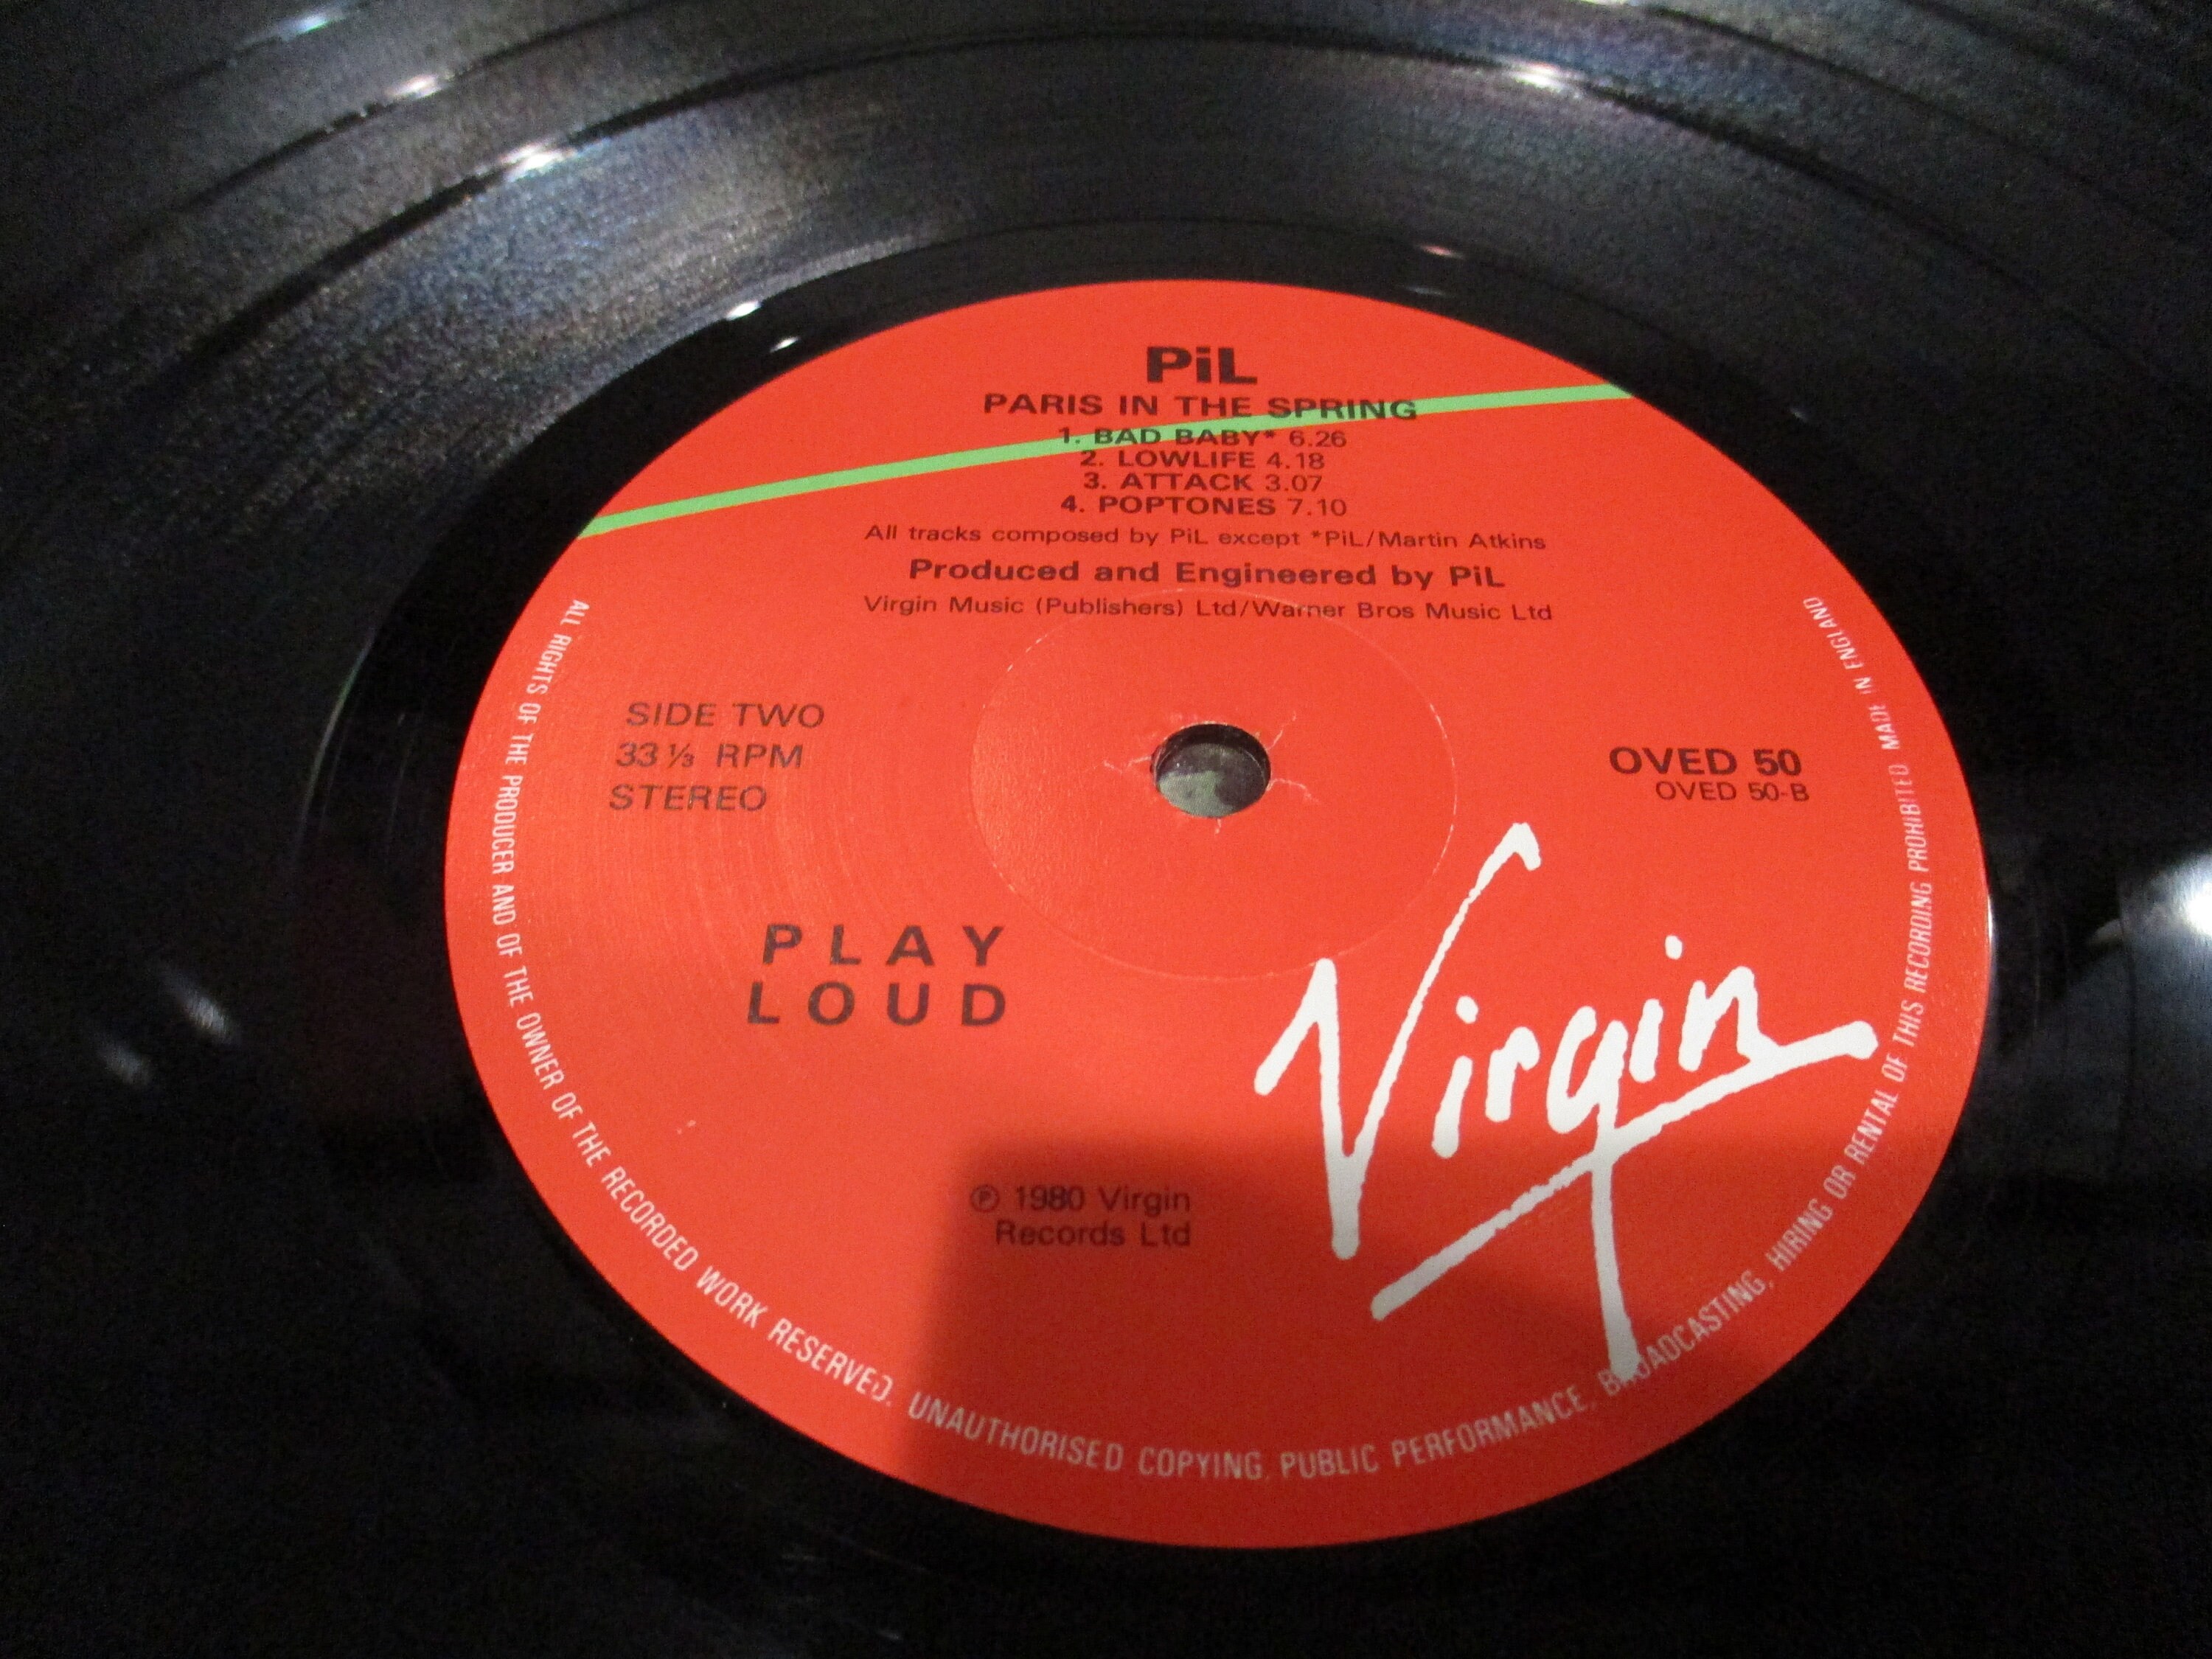 PiL
PARIS IN THE SPRING
1. BAD BABY* 6.26
2. LOWLIFE 4.18
3. ATTACK 3.07
4. POPTONES 7.10
All tracks composed by PiL except *PiL/Martin Atkins
Produced and Engineered by PiL
Virgin Music (Publishers) Ltd/Warner Bros Music Ltd
SIDE TWO
33⅓ RPM
STEREO
OVED 50
OVED 50-B
PLAY
LOUD
Virgin
℗ 1980 Virgin
Records Ltd
ALL RIGHTS OF THE PRODUCER AND OF THE OWNER OF THE RECORDED WORK RESERVED. UNAUTHORISED COPYING, PUBLIC PERFORMANCE, BROADCASTING, HIRING OR RENTAL OF THIS RECORDING PROHIBITED MADE IN ENGLAND